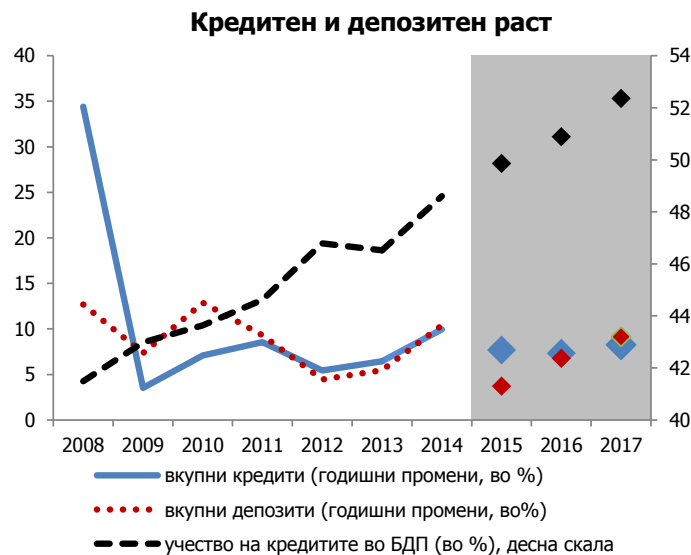 Кредитен и депозитен раст
40 54
35 52
30 50
25 48
20
15 46
10 44
5 42
0 40
2008 2009 2010 2011 2012 2013 2014 2015 2016 2017
вкупни кредити (годишни промени, во %)
вкупни депозити (годишни промени, во%)
учество на кредитите во БДП (во %), десна скала